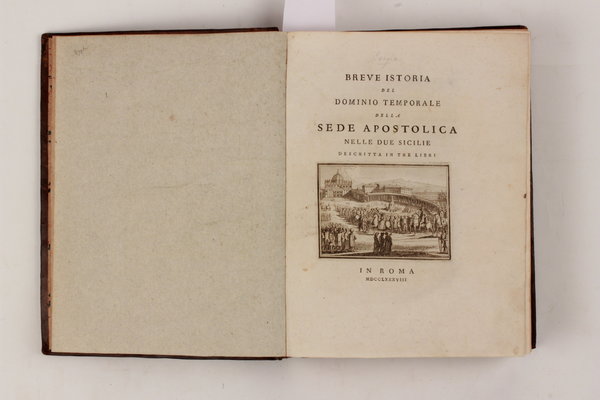 BREVE ISTORIA
DEL
DOMINIO TEMPORALE
DELLA
SEDE APOSTOLICA
NELLE DUE SICILIE
DESCRITTA IN TRE LIBRI
IN ROMA
MDCCLXXXVIII